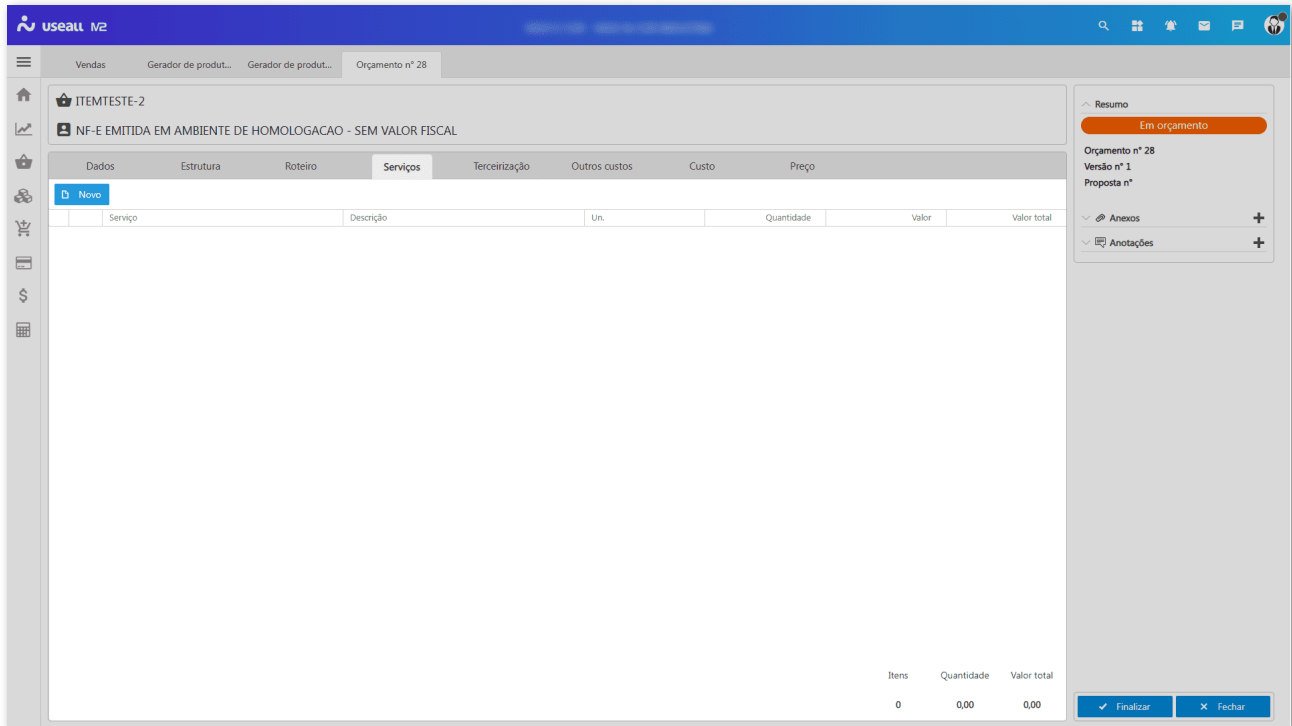 useall M2
Vendas Gerador de produt... Gerador de produt... Orçamento nº 28
ITEMTESTE-2
NF-E EMITIDA EM AMBIENTE DE HOMOLOGACAO - SEM VALOR FISCAL
Dados Estrutura Roteiro Serviços Terceirização Outros custos Custo Preço
Novo
Serviço Descrição Un. Quantidade Valor Valor total
Itens Quantidade Valor total
0 0,00 0,00
Resumo
Em orçamento
Orçamento nº 28
Versão nº 1
Proposta nº
Anexos
Anotações
Finalizar Fechar